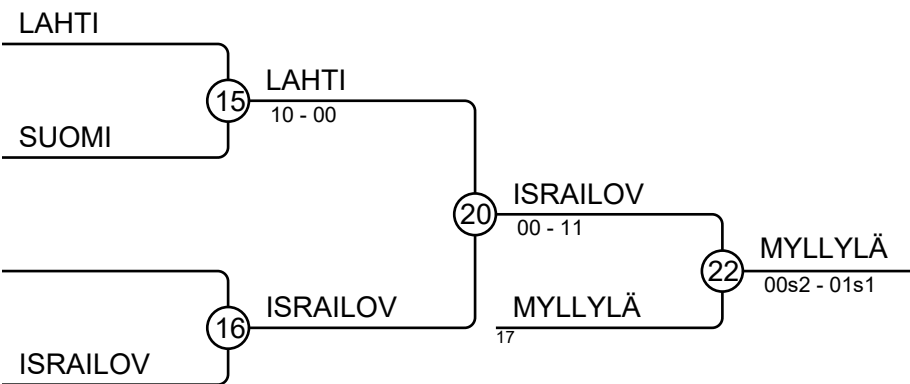 LAHTI
15
LAHTI
10 - 00
SUOMI
20
ISRAILOV
00 - 11
22
MYLLYLÄ
00s2 - 01s1
16
ISRAILOV
MYLLYLÄ
17
ISRAILOV